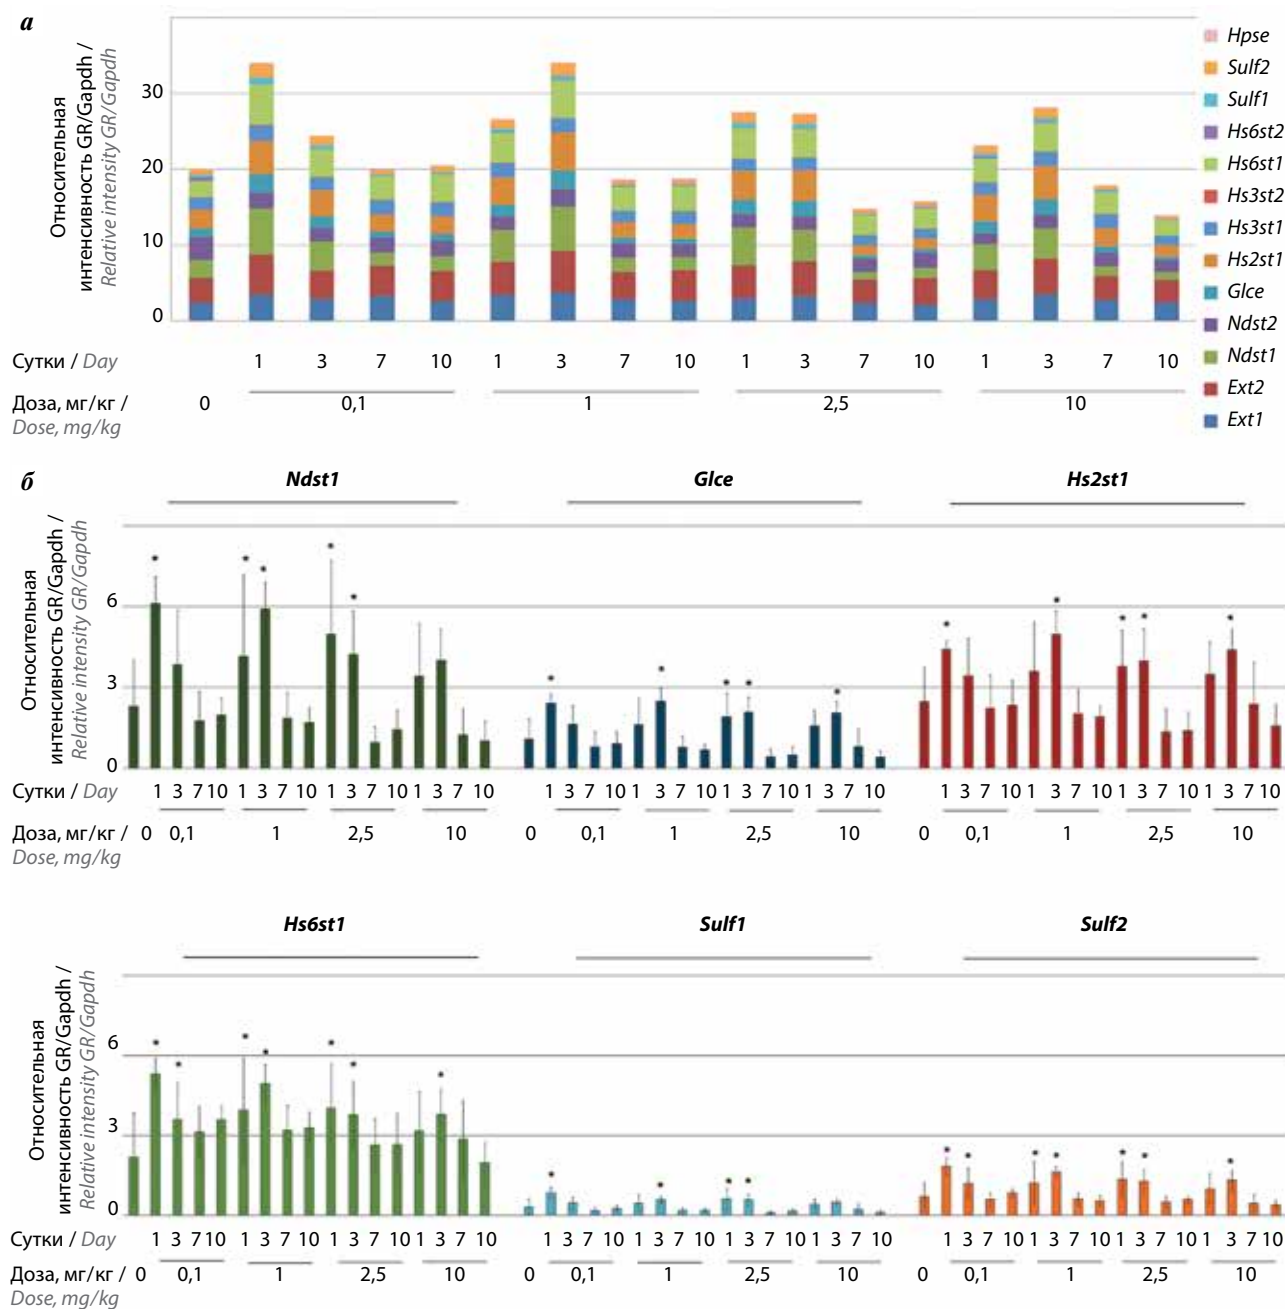 а
Относительная
интенсивность GR/Gapdh /
Relative intensity GR/Gapdh
30
20
10
0
Сутки / Day
1 3 7 10 1 3 7 10 1 3 7 10 1 3 7 10
Доза, мг/кг / 0 0,1 1 2,5 10
Dose, mg/kg
Hpse
Sulf2
Sulf1
Hs6st2
Hs6st1
Hs3st2
Hs3st1
Hs2st1
Glce
Ndst2
Ndst1
Ext2
Ext1
б
Ndst1 Glce Hs2st1
Относительная
интенсивность GR/Gapdh /
Relative intensity GR/Gapdh
6
3
0
* * * * * * * * * * * * * * *
Сутки / Day 1 3 7 10 1 3 7 10 1 3 7 10 1 3 7 10 1 3 7 10 1 3 7 10 1 3 7 10 1 3 7 10 1 3 7 10 1 3 7 10 1 3 7 10 1 3 7 10
Доза, мг/кг / 0 0,1 1 2,5 10 0 0,1 1 2,5 10 0 0,1 1 2,5 10
Dose, mg/kg
Hs6st1 Sulf1 Sulf2
Относительная
интенсивность GR/Gapdh /
Relative intensity GR/Gapdh
6
3
0
* * * * * * * * * * * * * * * * * *
Сутки / Day 1 3 7 10 1 3 7 10 1 3 7 10 1 3 7 10 1 3 7 10 1 3 7 10 1 3 7 10 1 3 7 10 1 3 7 10 1 3 7 10 1 3 7 10 1 3 7 10
Доза, мг/кг / 0 0,1 1 2,5 10 0 0,1 1 2,5 10 0 0,1 1 2,5 10
Dose, mg/kg